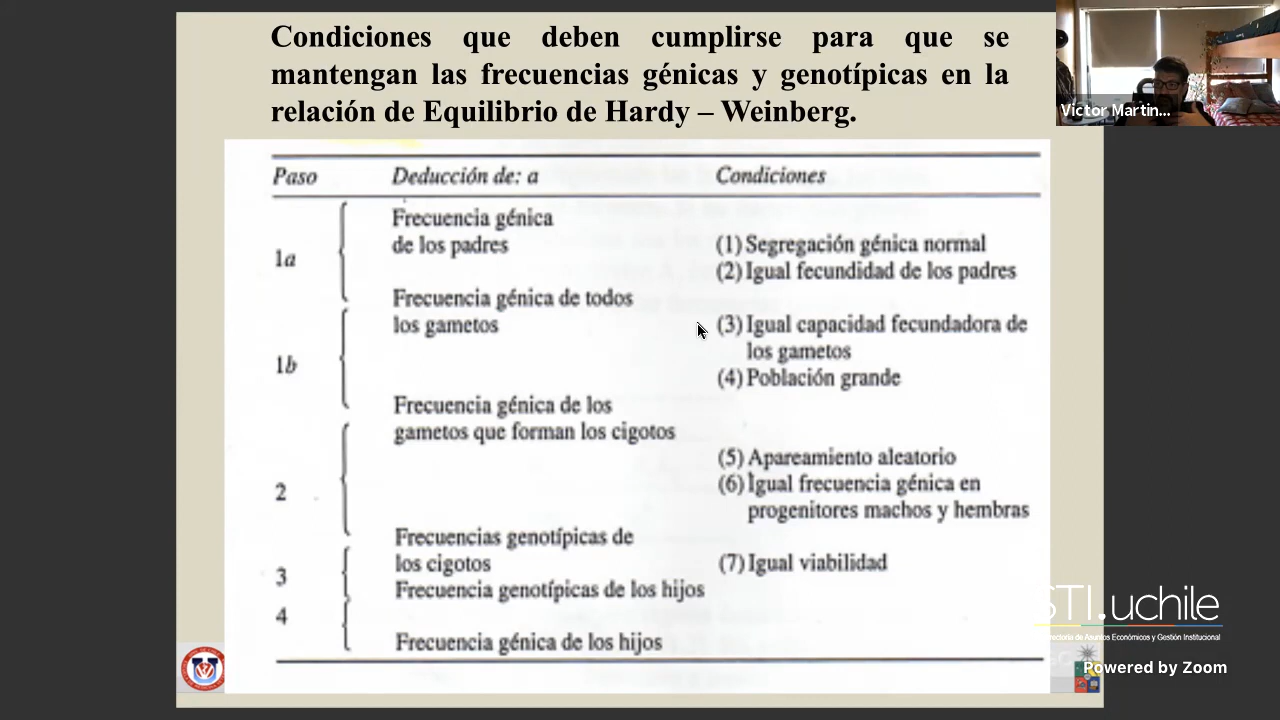 Condiciones que deben cumplirse para que se
mantengan las frecuencias génicas y genotípicas en la
relación de Equilibrio de Hardy – Weinberg.
Victor Martin...
Paso Deducción de: a Condiciones
Frecuencia génica
de los padres
1a
(1) Segregación génica normal
(2) Igual fecundidad de los padres
Frecuencia génica de todos
los gametos
1b
(3) Igual capacidad fecundadora de
los gametos
(4) Población grande
Frecuencia génica de los
gametos que forman los cigotos
2
(5) Apareamiento aleatorio
(6) Igual frecuencia génica en
progenitores machos y hembras
Frecuencias genotípicas de
los cigotos
3
(7) Igual viabilidad
Frecuencia genotípicas de los hijos
4
Frecuencia génica de los hijos
STI.uchile
de Asuntos Económicos y Gestión Institucional
Powered by Zoom